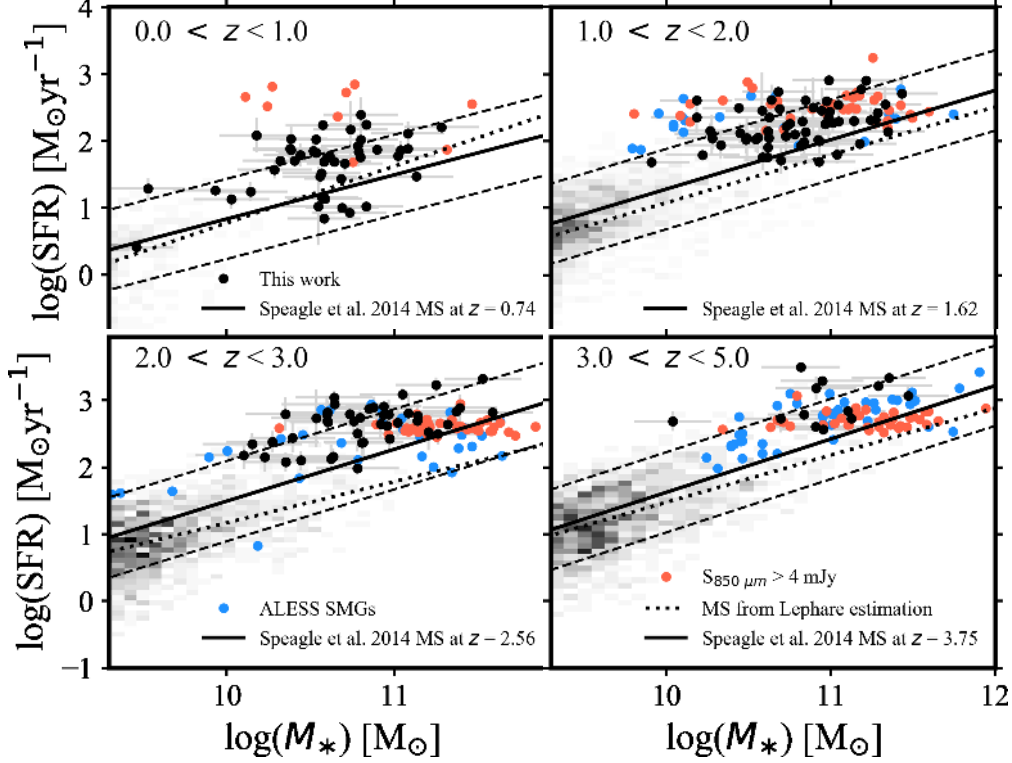 4
3
2
1
0
log(SFR) [M⊙yr−1]
0.0 < z < 1.0
This work
Speagle et al. 2014 MS at z = 0.74
1.0 < z < 2.0
Speagle et al. 2014 MS at z = 1.62
3
2
1
0
−1
log(SFR) [M⊙yr−1]
2.0 < z < 3.0
ALESS SMGs
Speagle et al. 2014 MS at z − 2.56
3.0 < z < 5.0
S850 μm > 4 mJy
MS from Lephare estimation
Speagle et al. 2014 MS at z − 3.75
10 11
10 11 12
log(M*) [M⊙]
log(M*) [M⊙]